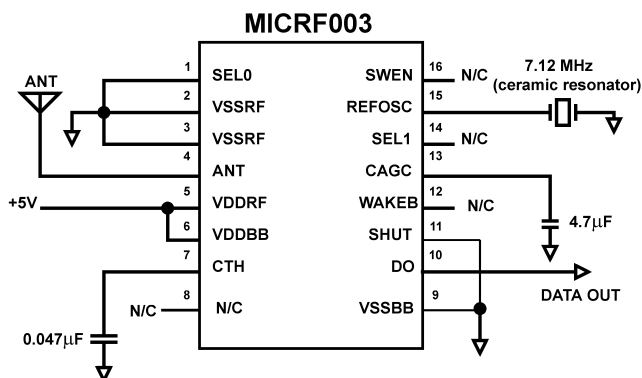 MICRF003
ANT
+5V
0.047µF
N/C
1 SEL0
2 VSSRF
3 VSSRF
4 ANT
5 VDDRF
6 VDDBB
7 CTH
8 N/C
SWEN 16 N/C
REFOSC 15
SEL1 14 N/C
CAGC 13
WAKEB 12 N/C
SHUT 11
DO 10
VSSBB 9
7.12 MHz
(ceramic resonator)
4.7µF
DATA OUT